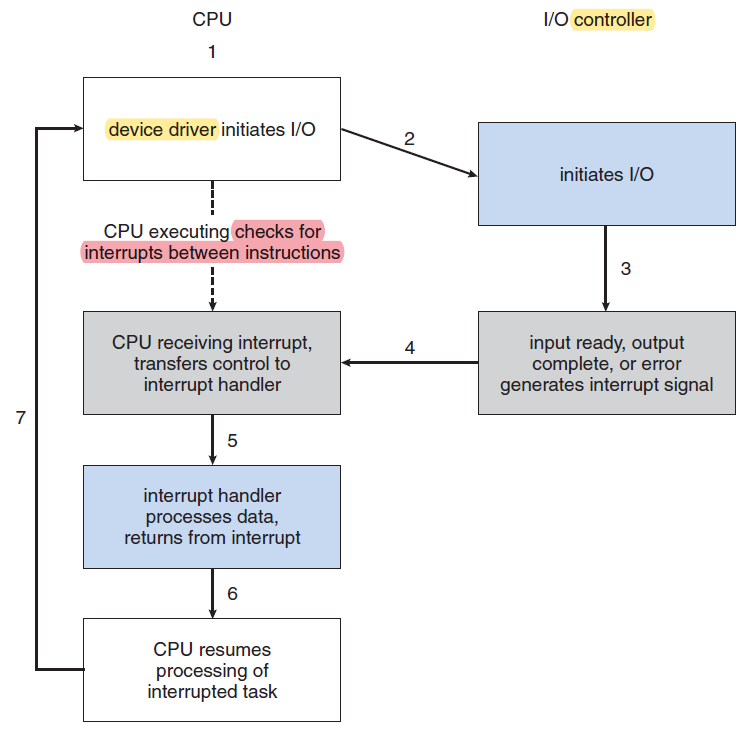 CPU
I/O controller
1
device driver initiates I/O
2
initiates I/O
CPU executing checks for
interrupts between instructions
3
CPU receiving interrupt,
transfers control to
interrupt handler
4
input ready, output
complete, or error
generates interrupt signal
7
5
interrupt handler
processes data,
returns from interrupt
6
CPU resumes
processing of
interrupted task